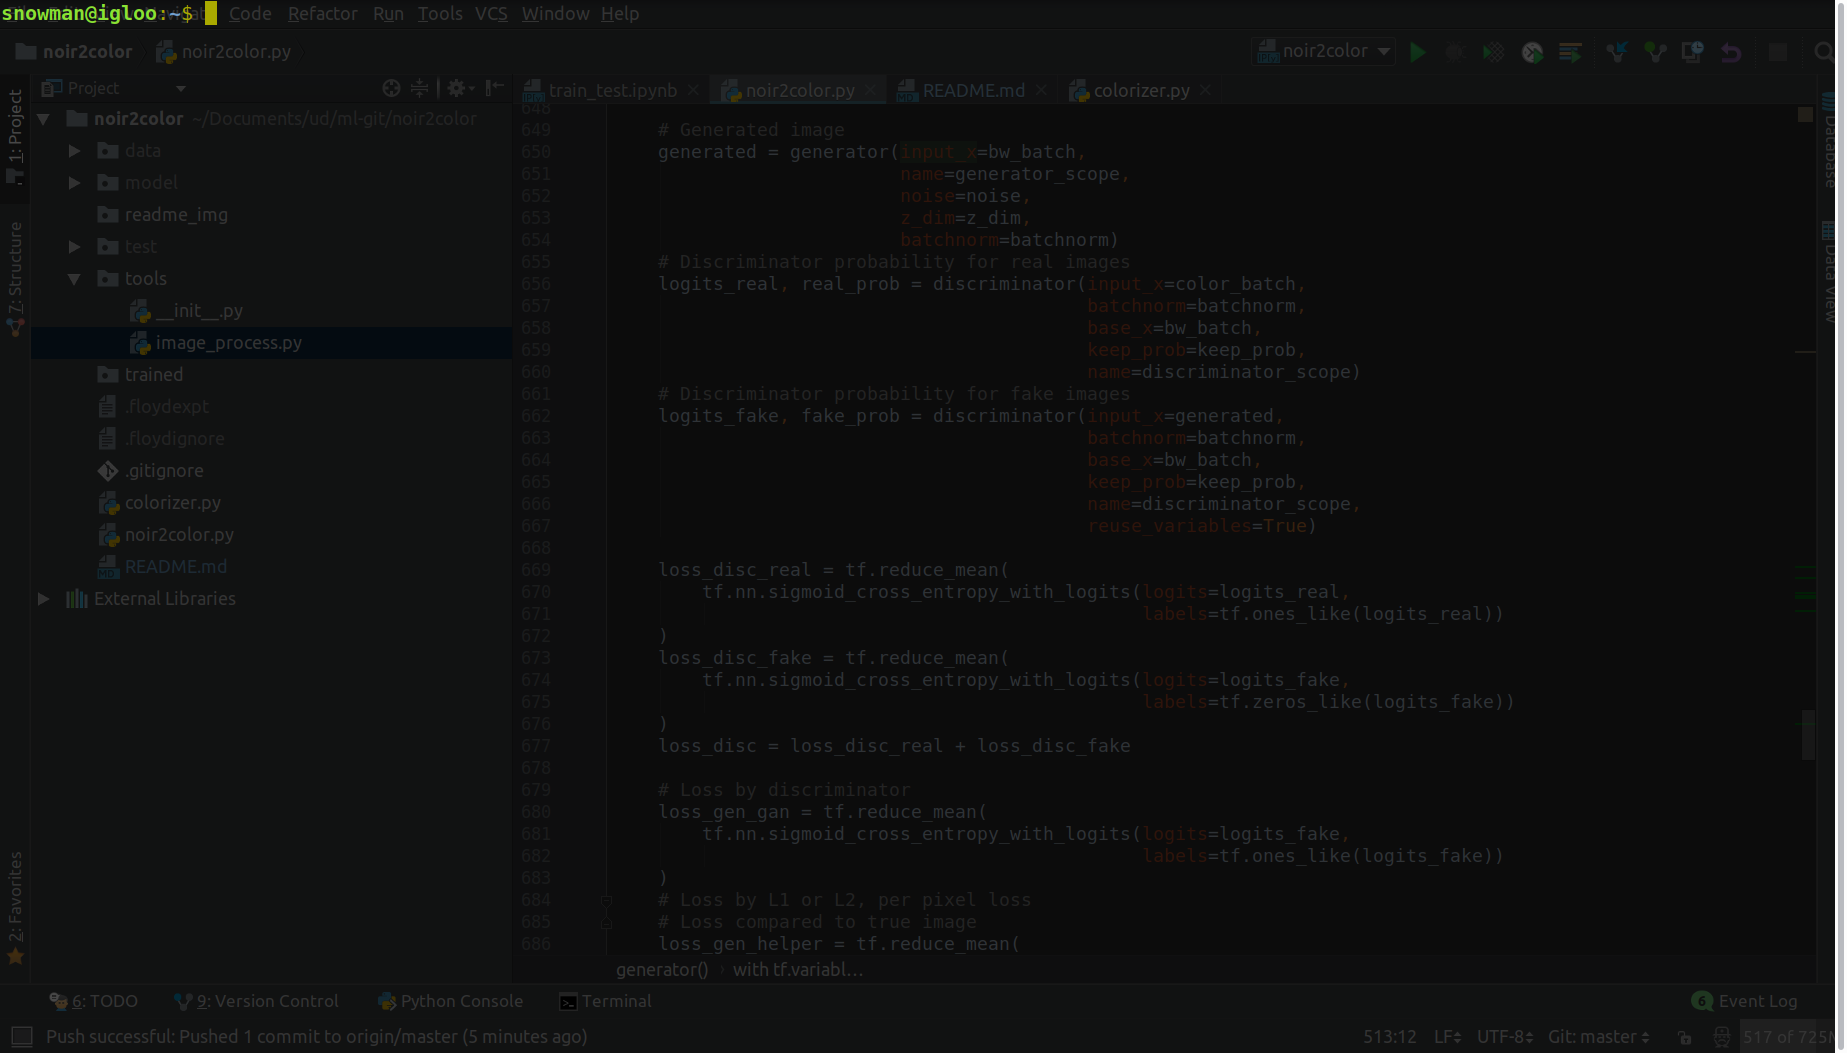 snowman@igloo:~$
Code Refactor Run Tools VCS Window Help
noir2color noir2color.py
noir2color
Project
train_test.ipynb noir2color.py README.md colorizer.py
1: Project
7: Structure
2: Favorites
noir2color ~/Documents/ud/ml-git/noir2color
data
model
readme_img
test
tools
__init__.py
image_process.py
trained
.floydexpt
.floydignore
.gitignore
colorizer.py
noir2color.py
README.md
External Libraries
648
649 # Generated image
650 generated = generator(input_x=bw_batch,
651 name=generator_scope,
652 noise=noise,
653 z_dim=z_dim,
654 batchnorm=batchnorm)
655 # Discriminator probability for real images
656 logits_real, real_prob = discriminator(input_x=color_batch,
657 batchnorm=batchnorm,
658 base_x=bw_batch,
659 keep_prob=keep_prob,
660 name=discriminator_scope)
661 # Discriminator probability for fake images
662 logits_fake, fake_prob = discriminator(input_x=generated,
663 batchnorm=batchnorm,
664 base_x=bw_batch,
665 keep_prob=keep_prob,
666 name=discriminator_scope,
667 reuse_variables=True)
668
669 loss_disc_real = tf.reduce_mean(
670 tf.nn.sigmoid_cross_entropy_with_logits(logits=logits_real,
671 labels=tf.ones_like(logits_real))
672 )
673 loss_disc_fake = tf.reduce_mean(
674 tf.nn.sigmoid_cross_entropy_with_logits(logits=logits_fake,
675 labels=tf.zeros_like(logits_fake))
676 )
677 loss_disc = loss_disc_real + loss_disc_fake
678
679 # Loss by discriminator
680 loss_gen_gan = tf.reduce_mean(
681 tf.nn.sigmoid_cross_entropy_with_logits(logits=logits_fake,
682 labels=tf.ones_like(logits_fake))
683 )
684 # Loss by L1 or L2, per pixel loss
685 # Loss compared to true image
686 loss_gen_helper = tf.reduce_mean(
generator() › with tf.variabl...
Database
Data View
6: TODO 9: Version Control Python Console Terminal 6 Event Log
Push successful: Pushed 1 commit to origin/master (5 minutes ago) 513:12 LF UTF-8 Git: master 517 of 725M